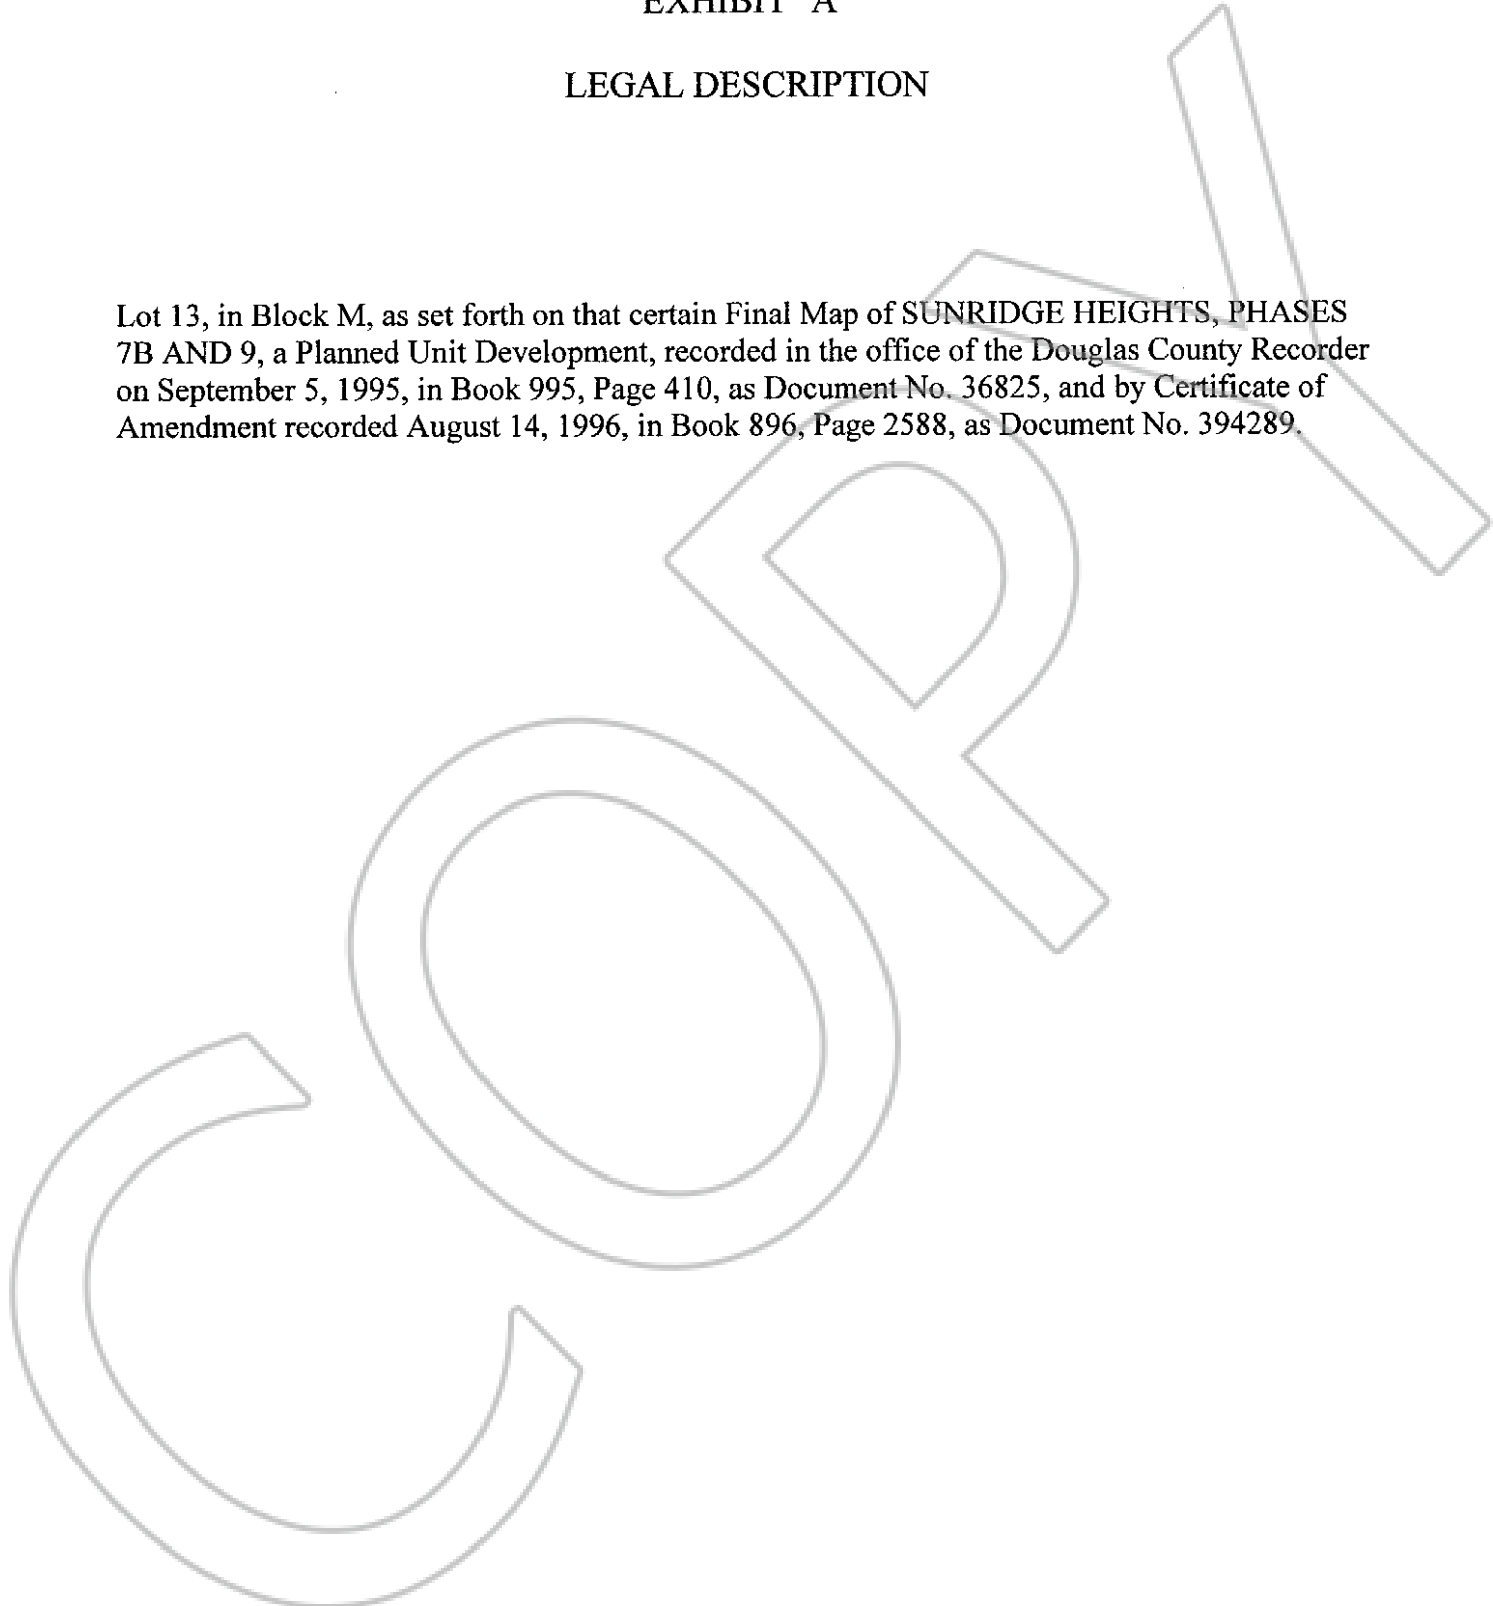 EXHIBIT "A"
LEGAL DESCRIPTION
Lot 13, in Block M, as set forth on that certain Final Map of SUNRIDGE HEIGHTS, PHASES
7B AND 9, a Planned Unit Development, recorded in the office of the Douglas County Recorder
on September 5, 1995, in Book 995, Page 410, as Document No. 36825, and by Certificate of
Amendment recorded August 14, 1996, in Book 896, Page 2588, as Document No. 394289.
COPY